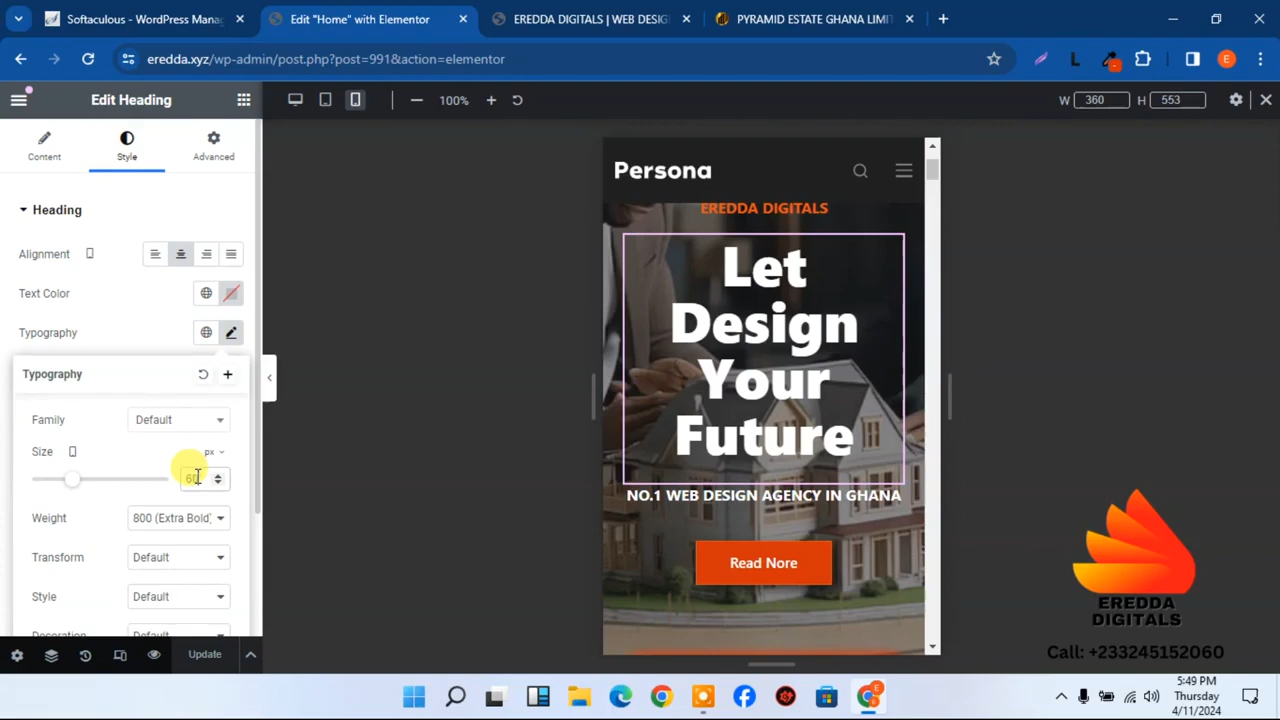 Softaculous - WordPress Mana
Edit "Home" with Elementor
EREDDA DIGITALS | WEB DESIG
PYRAMID ESTATE GHANA LIMI
eredda.xyz/wp-admin/post.php?post=991&action=elementor
L
E
Edit Heading
100%
W 360 H 553
Content
Style
Advanced
Heading
Alignment
Text Color
Typography
Typography
Family
Default
Size
px
60
Weight
800 (Extra Bold)
Transform
Default
Style
Default
Decoration
Default
Update
Persona
EREDDA DIGITALS
Let
Design
Your
Future
NO.1 WEB DESIGN AGENCY IN GHANA
Read More
EREDDA
DIGITALS
Call: +233245152060
5:49 PM
Thursday
4/11/2024